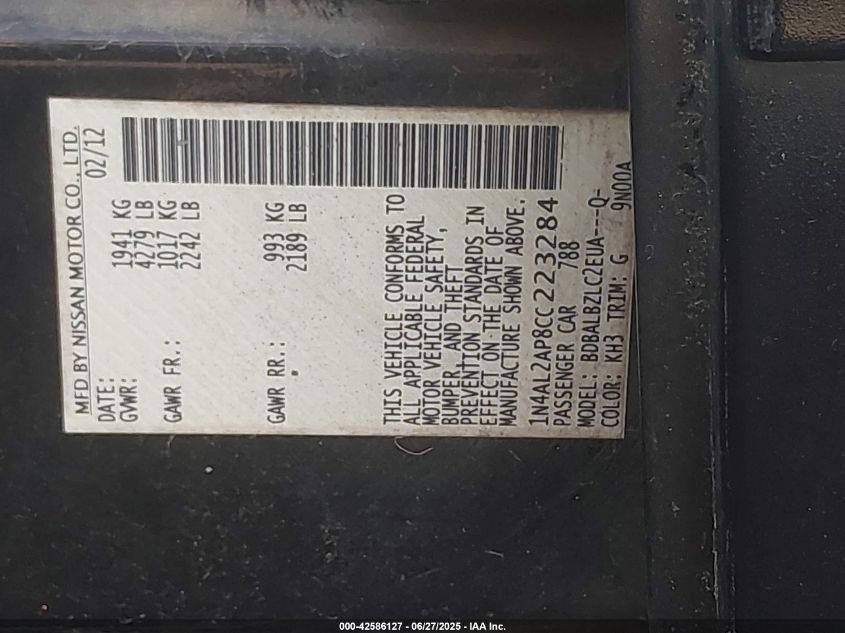 MFD BY NISSAN MOTOR CO., LTD.
DATE: 02/12
GVWR: 1941 KG
4279 LB
GAWR FR.: 1017 KG
2242 LB
GAWR RR.: 993 KG
2189 LB
THIS VEHICLE CONFORMS TO
ALL APPLICABLE FEDERAL
MOTOR VEHICLE SAFETY,
BUMPER, AND THEFT
PREVENTION STANDARDS IN
EFFECT ON THE DATE OF
MANUFACTURE SHOWN ABOVE.
1N4AL2AP8CC223284
PASSENGER CAR 788
MODEL: BDBALBZLC2EUA---Q-
COLOR: KH3 TRIM: G 9N00A
000-42586127 - 06/27/2025 - IAA Inc.